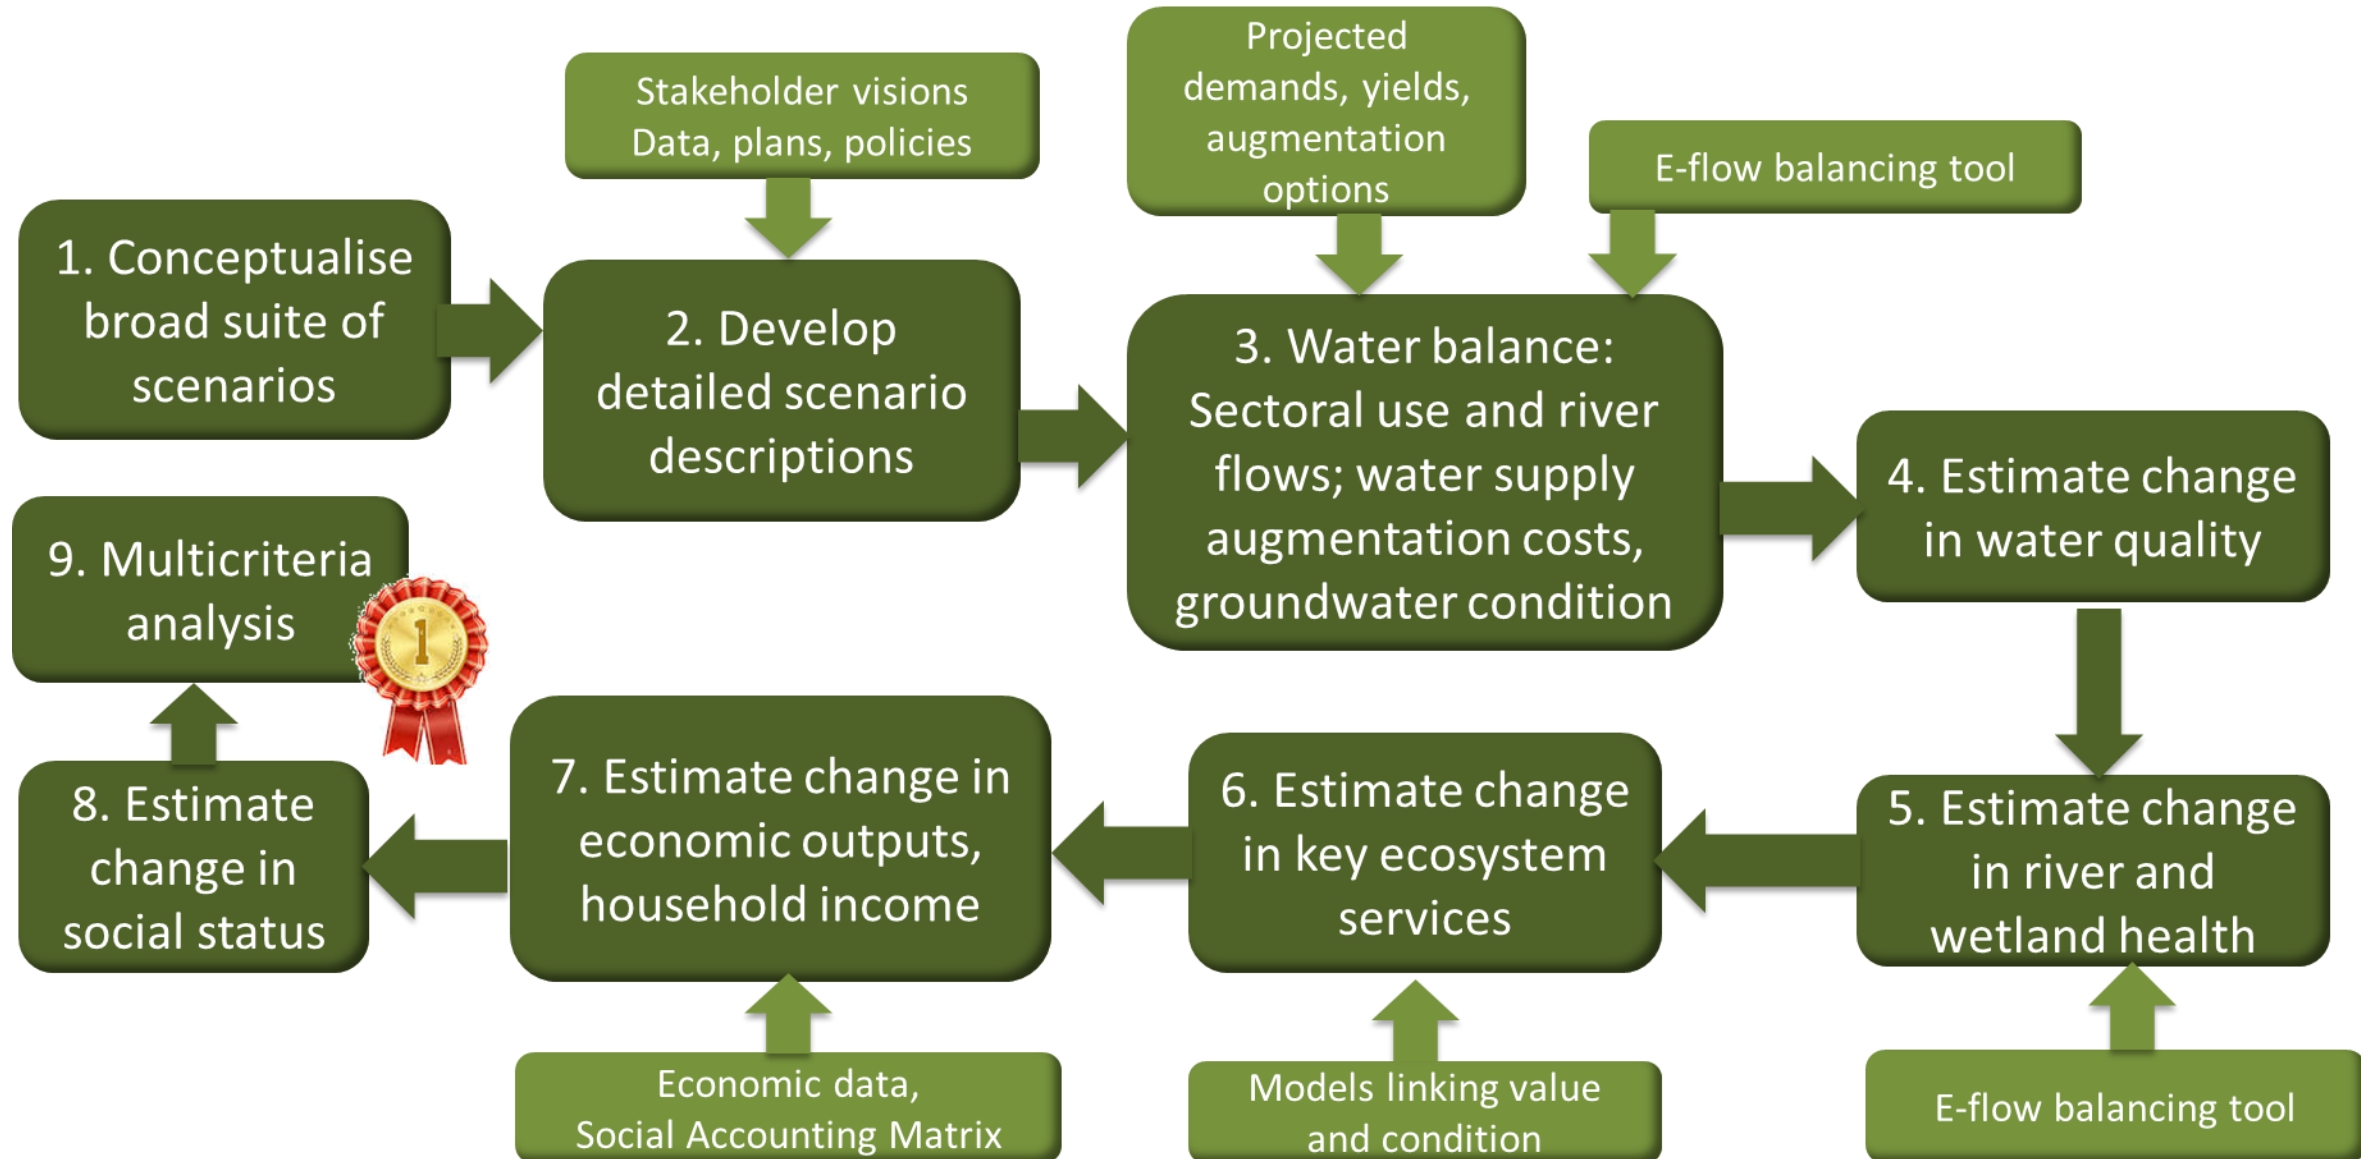 Projected
demands, yields,
augmentation
options
Stakeholder visions
Data, plans, policies
E-flow balancing tool
1. Conceptualise
broad suite of
scenarios
2. Develop
detailed scenario
descriptions
3. Water balance:
Sectoral use and river
flows; water supply
augmentation costs,
groundwater condition
4. Estimate change
in water quality
5. Estimate change
in river and
wetland health
E-flow balancing tool
6. Estimate change
in key ecosystem
services
Models linking value
and condition
7. Estimate change in
economic outputs,
household income
Economic data,
Social Accounting Matrix
8. Estimate
change in
social status
9. Multicriteria
analysis
1